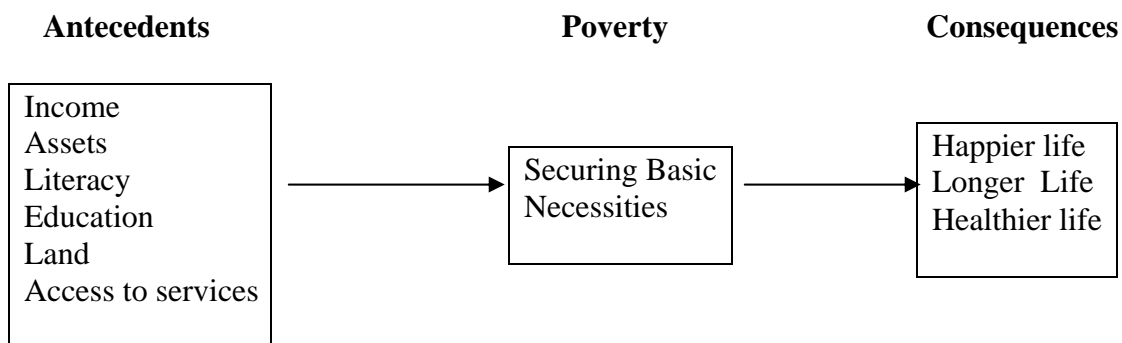 Antecedents
Poverty
Consequences
Income
Assets
Literacy
Education
Land
Access to services
Securing Basic
Necessities
Happier life
Longer Life
Healthier life